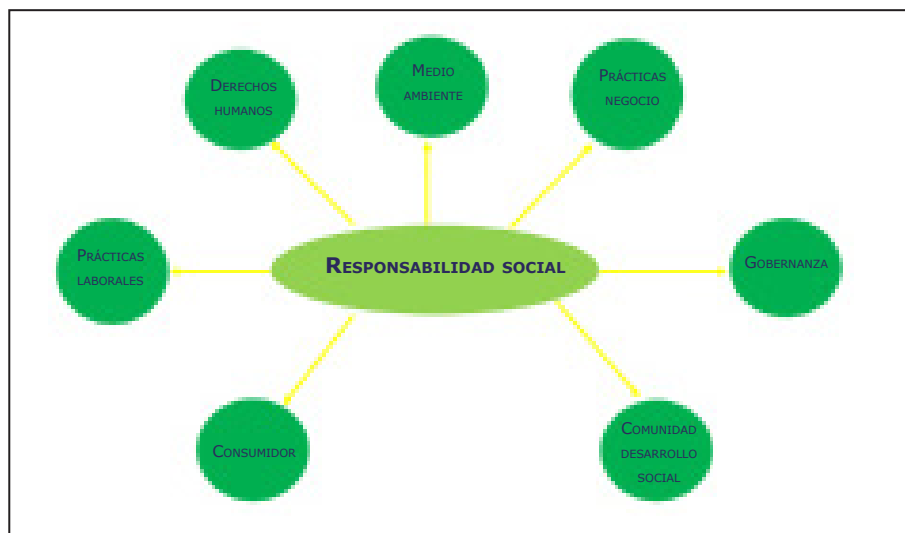 Derechos
humanos
Medio
ambiente
Prácticas
negocio
Prácticas
laborales
Responsabilidad social
Gobernanza
Consumidor
Comunidad
desarrollo
social